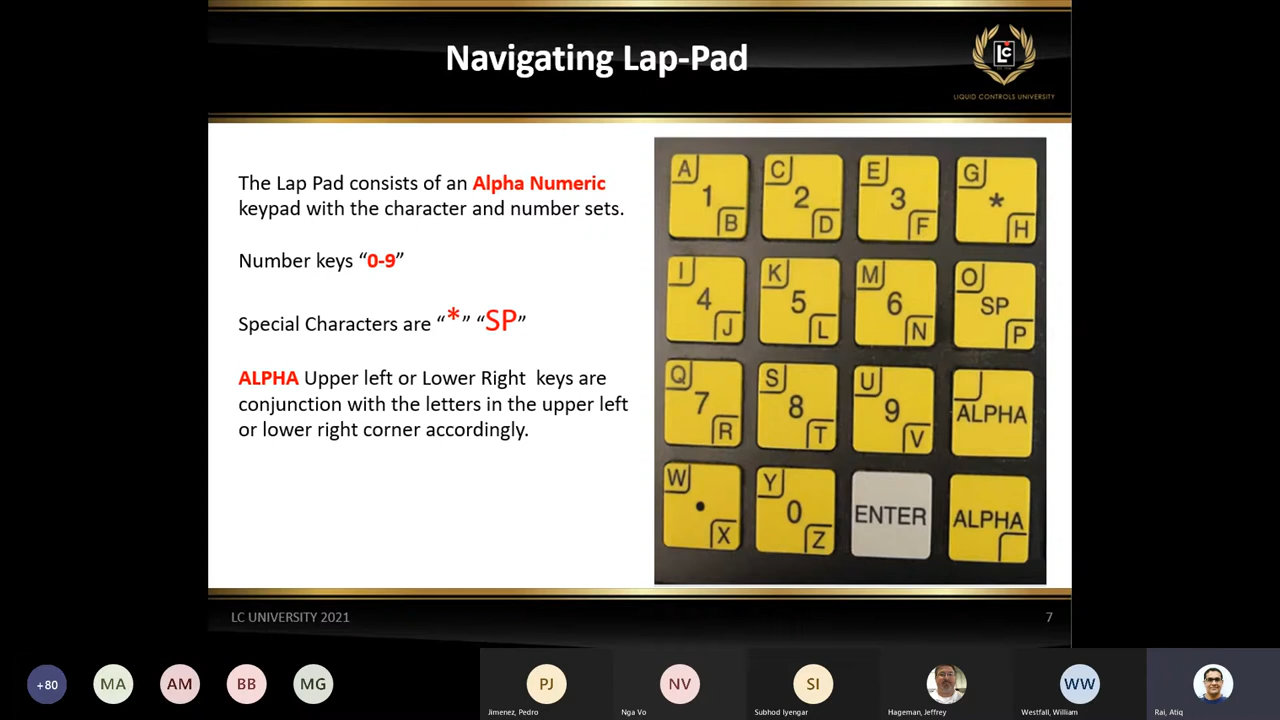 Navigating Lap-Pad
LC
LIQUID CONTROLS UNIVERSITY
The Lap Pad consists of an Alpha Numeric
keypad with the character and number sets.
Number keys “0-9”
Special Characters are “*” “SP”
ALPHA Upper left or Lower Right keys are
conjunction with the letters in the upper left
or lower right corner accordingly.
A 1 B C 2 D E 3 F G * H
I 4 J K 5 L M 6 N O SP P
Q 7 R S 8 T U 9 V ALPHA
W • X Y 0 Z ENTER ALPHA
LC UNIVERSITY 2021
7
+80 MA AM BB MG PJ NV SI WW
Jimenez, Pedro Nga Vo Subhod Iyengar Hageman, Jeffrey Westfall, William Rai, Atiq